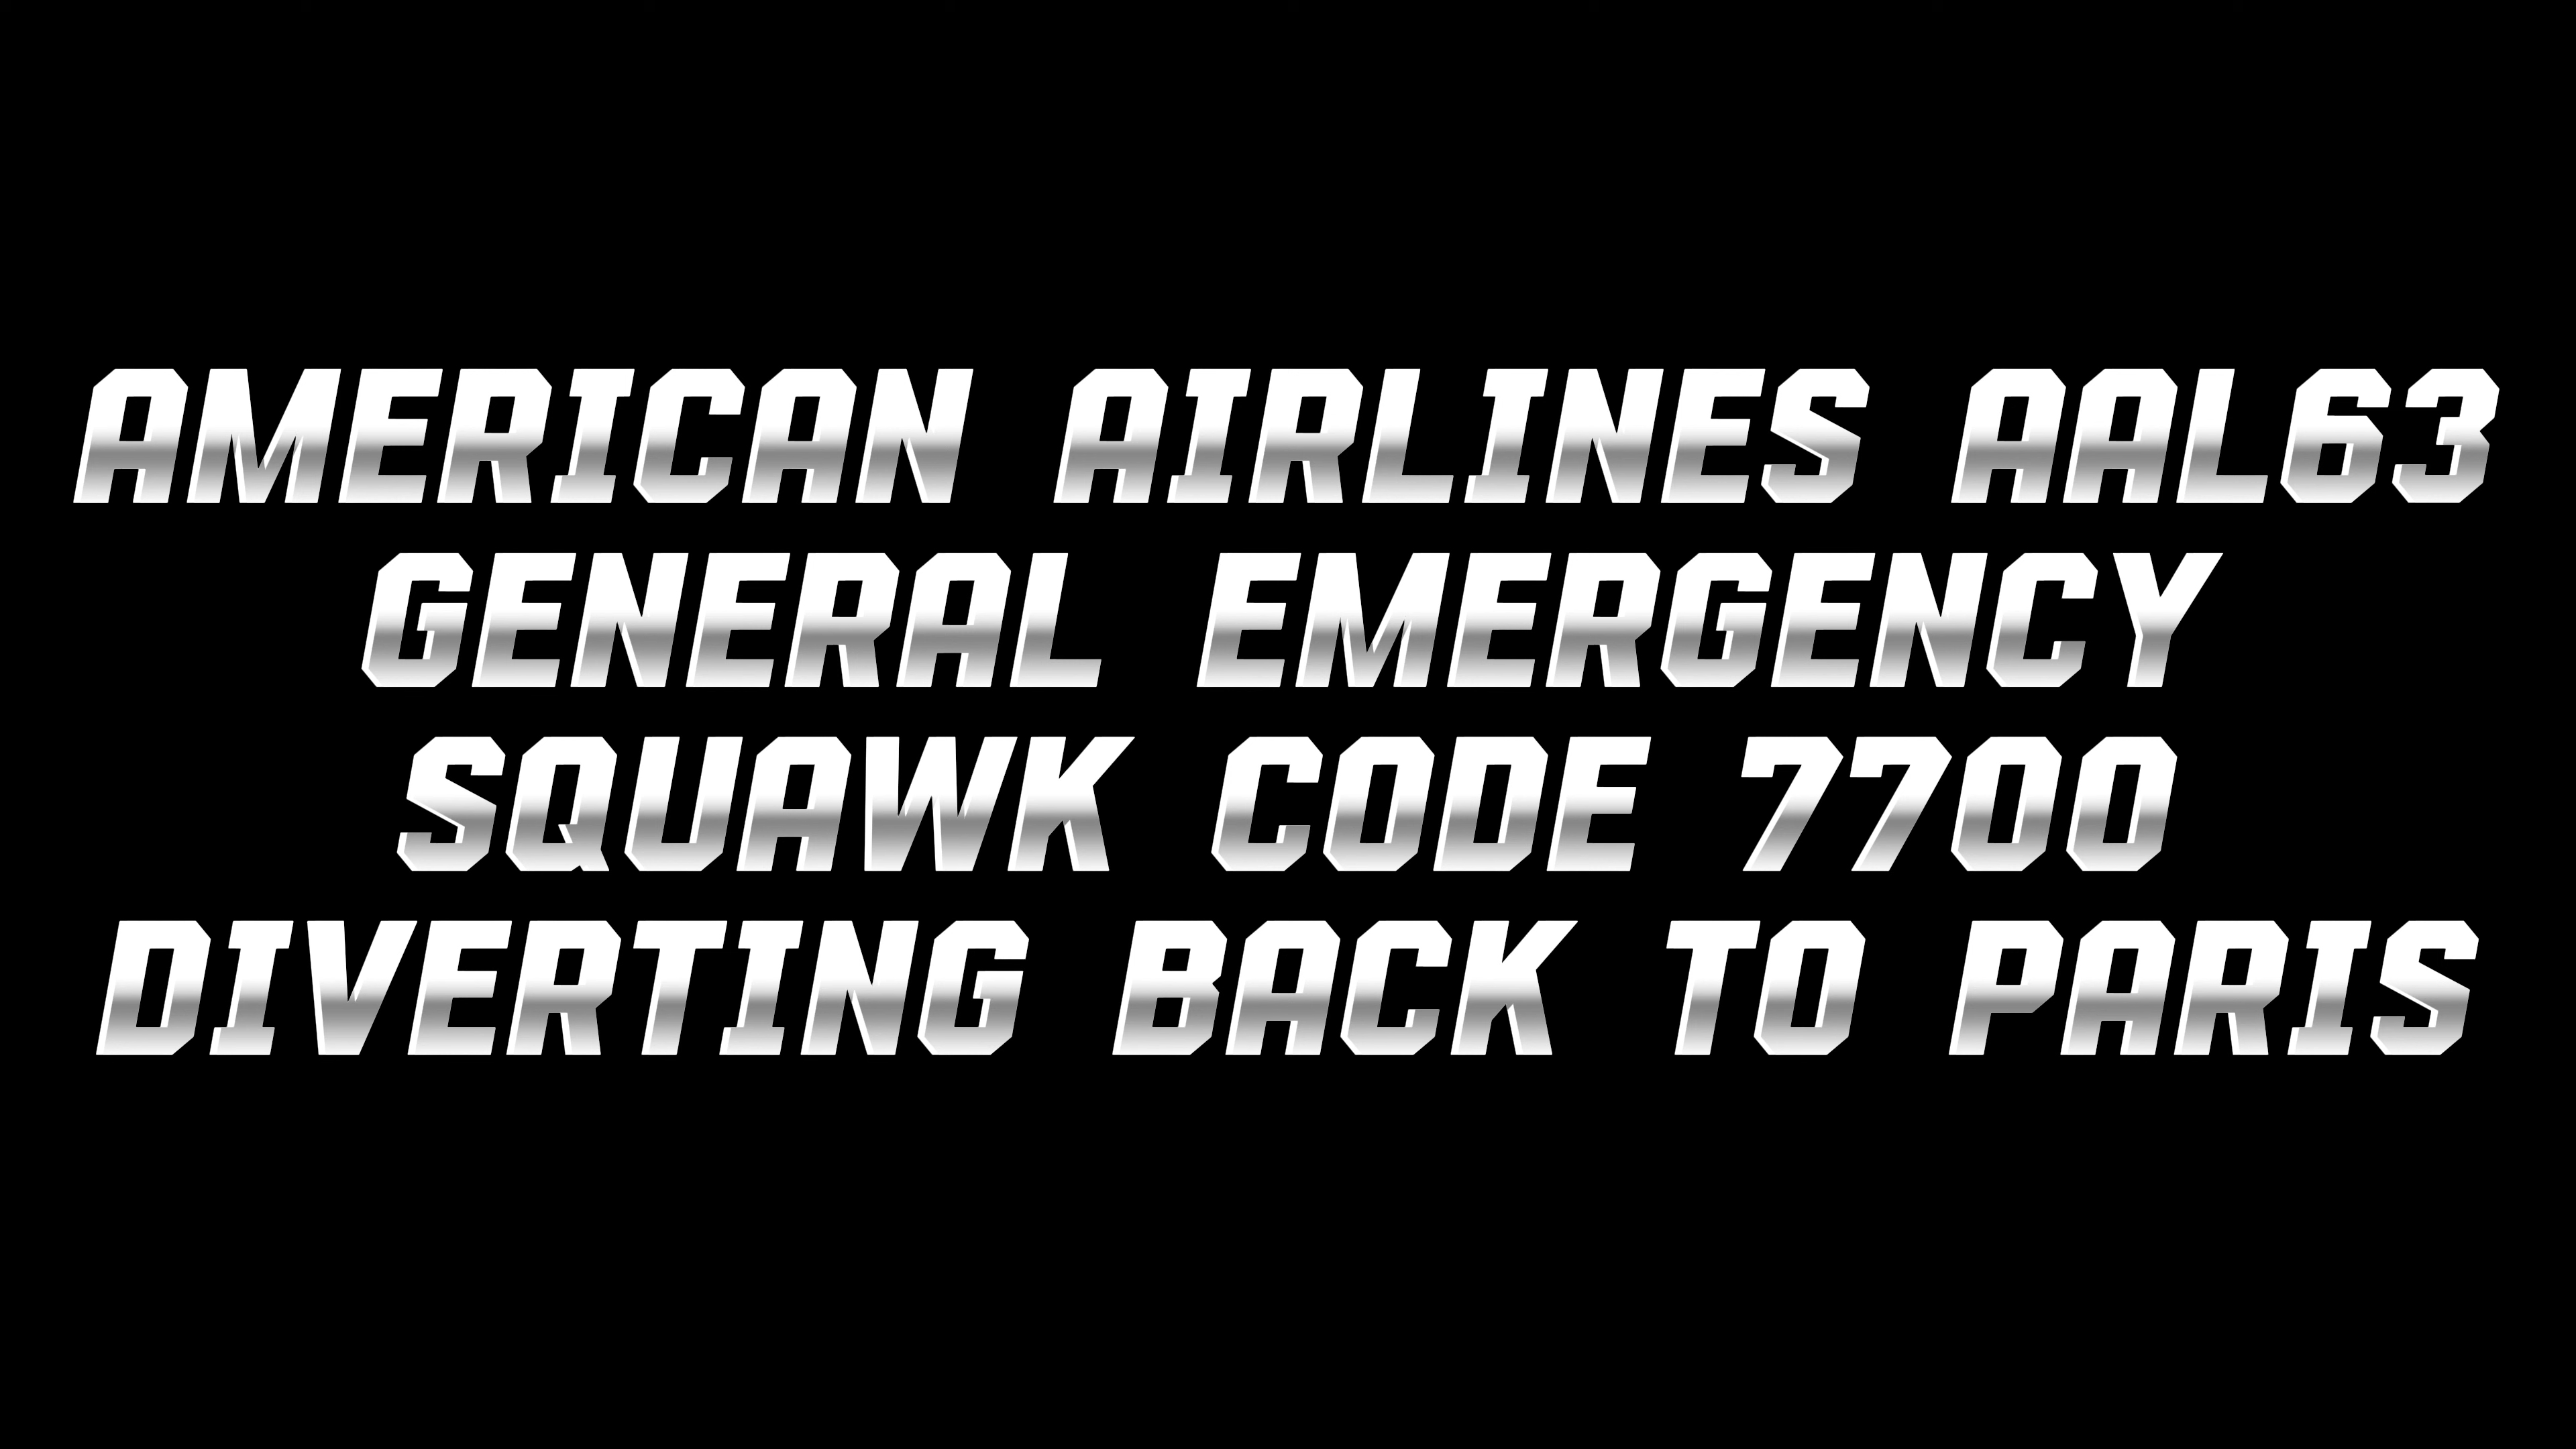 AMERICAN AIRLINES AAL63
GENERAL EMERGENCY
SQUAWK CODE 7700
DIVERTING BACK TO PARIS